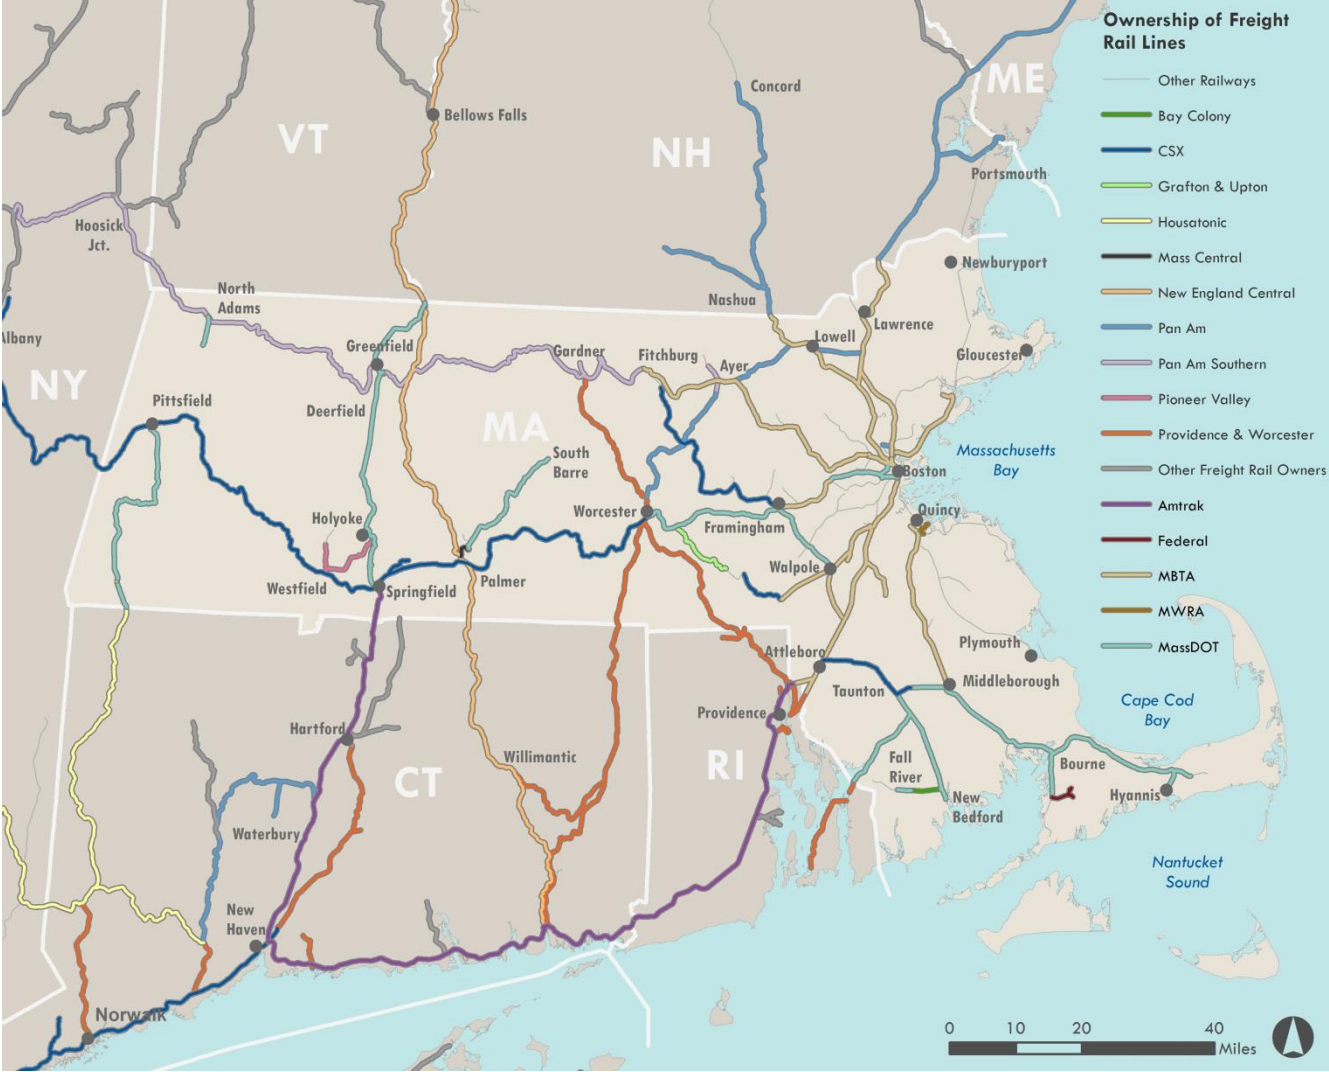 Ownership of Freight
Rail Lines
Other Railways
Bay Colony
CSX
Grafton & Upton
Housatonic
Mass Central
New England Central
Pan Am
Pan Am Southern
Pioneer Valley
Providence & Worcester
Other Freight Rail Owners
Amtrak
Federal
MBTA
MWRA
MassDOT
ME
VT
NH
NY
MA
CT
RI
Concord
Bellows Falls
Portsmouth
Hoosick
Jct.
Newburyport
North
Adams
Nashua
Lawrence
Lowell
Albany
Greenfield
Gardner
Fitchburg
Ayer
Gloucester
Pittsfield
Deerfield
South
Barre
Massachusetts
Bay
Boston
Holyoke
Worcester
Framingham
Quincy
Westfield
Springfield
Palmer
Walpole
Attleboro
Plymouth
Taunton
Middleborough
Cape Cod
Bay
Hartford
Providence
Willimantic
Fall
River
Bourne
New
Bedford
Hyannis
Waterbury
Nantucket
Sound
New
Haven
Norwalk
0 10 20 40
Miles